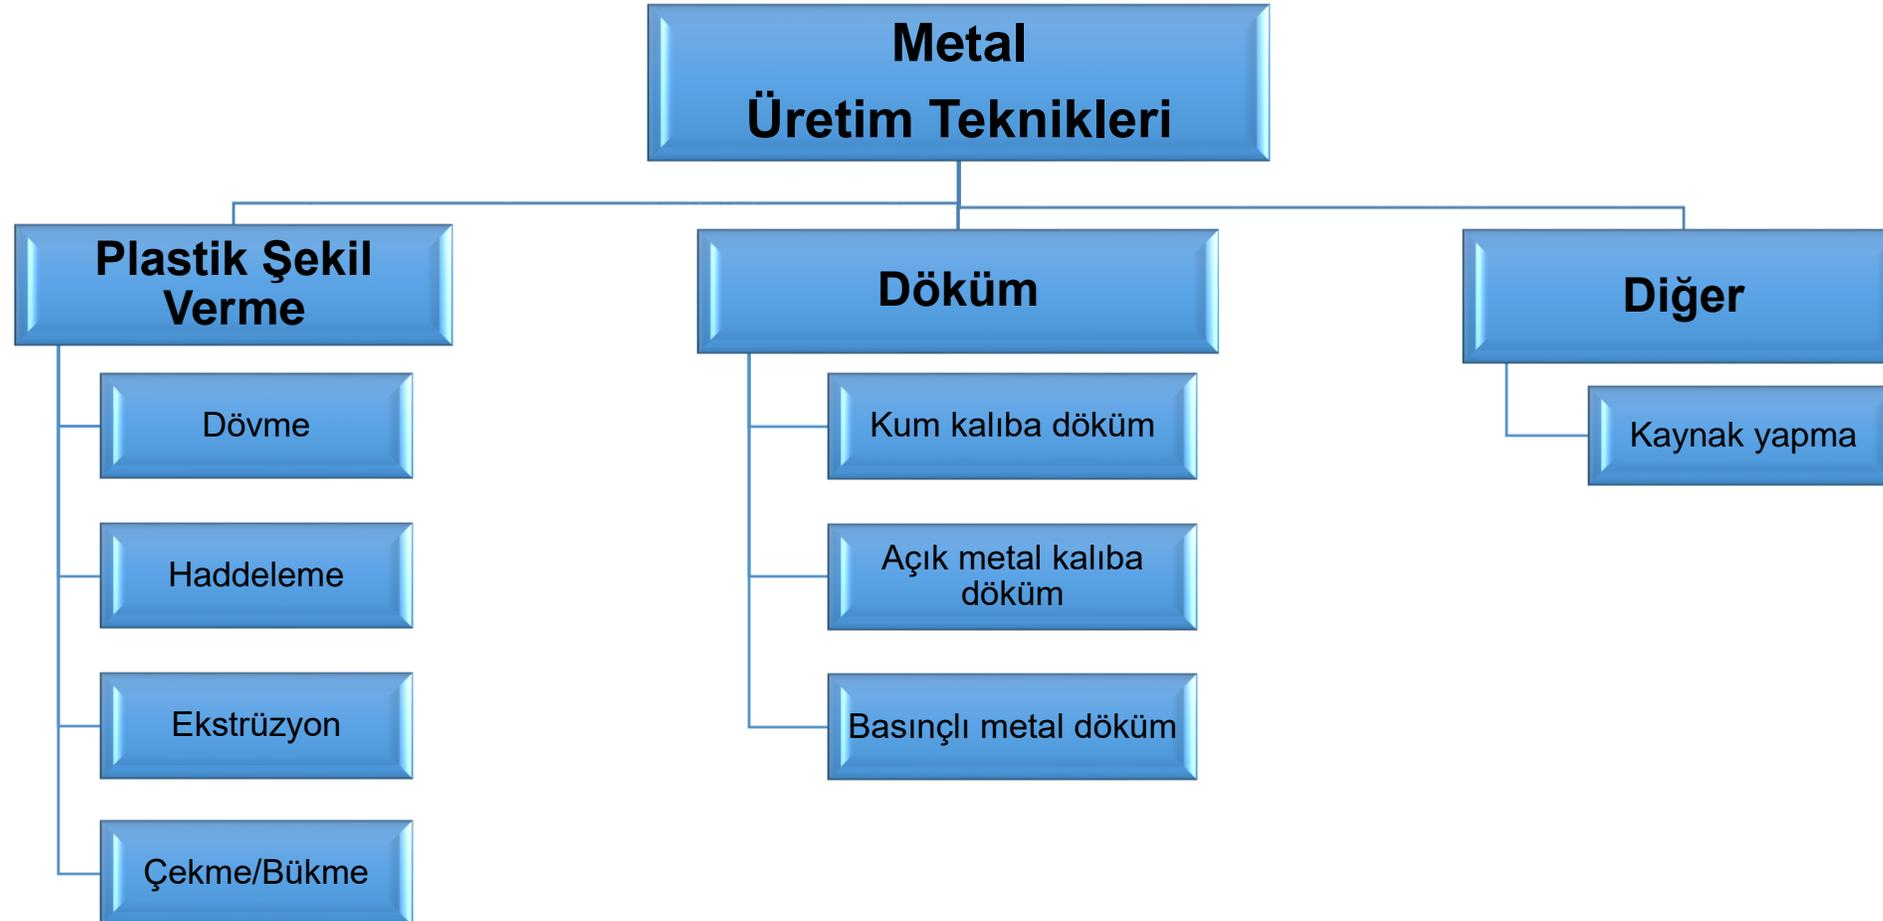 Metal
Üretim Teknikleri
Plastik Şekil
Verme
Dövme
Haddeleme
Ekstrüzyon
Çekme/Bükme
Döküm
Kum kalıba döküm
Açık metal kalıba
döküm
Basınçlı metal döküm
Diğer
Kaynak yapma